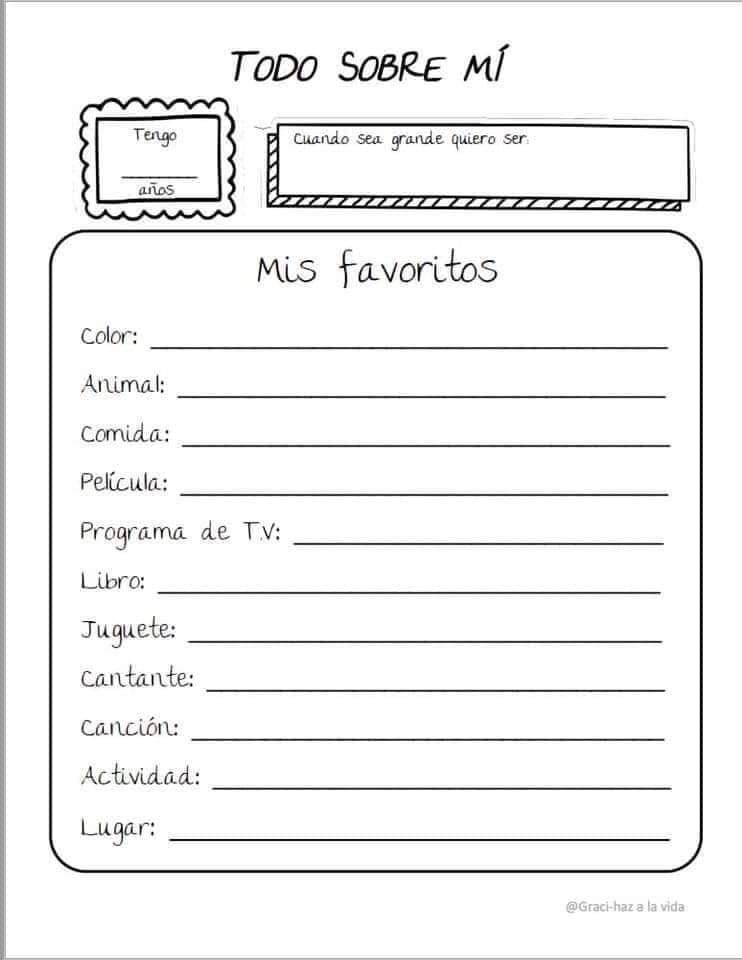 TODO SOBRE MÍ
Tengo
años
Cuando sea grande quiero ser:
Mis favoritos
Color:
Animal:
Comida:
Película:
Programa de T.V:
Libro:
Juguete:
Cantante:
Canción:
Actividad:
Lugar:
@Graci-haz a la vida